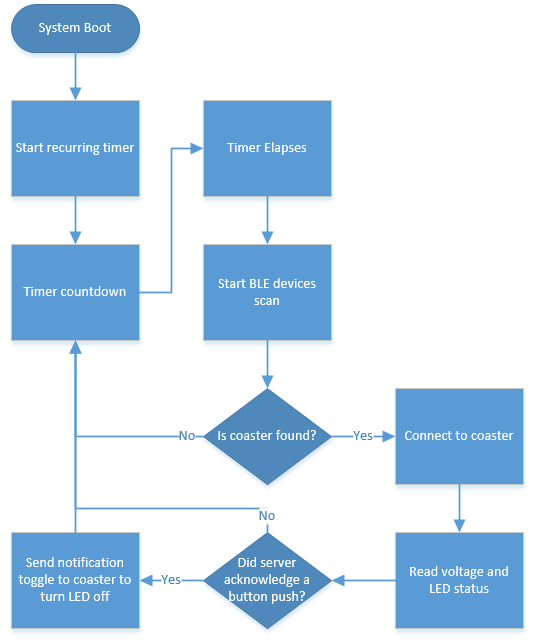 System Boot
Start recurring timer
Timer Elapses
Timer countdown
Start BLE devices
scan
Is coaster found?
No
Yes
Connect to coaster
No
Send notification
toggle to coaster to
turn LED off
Yes
Did server
acknowledge a
button push?
Read voltage and
LED status